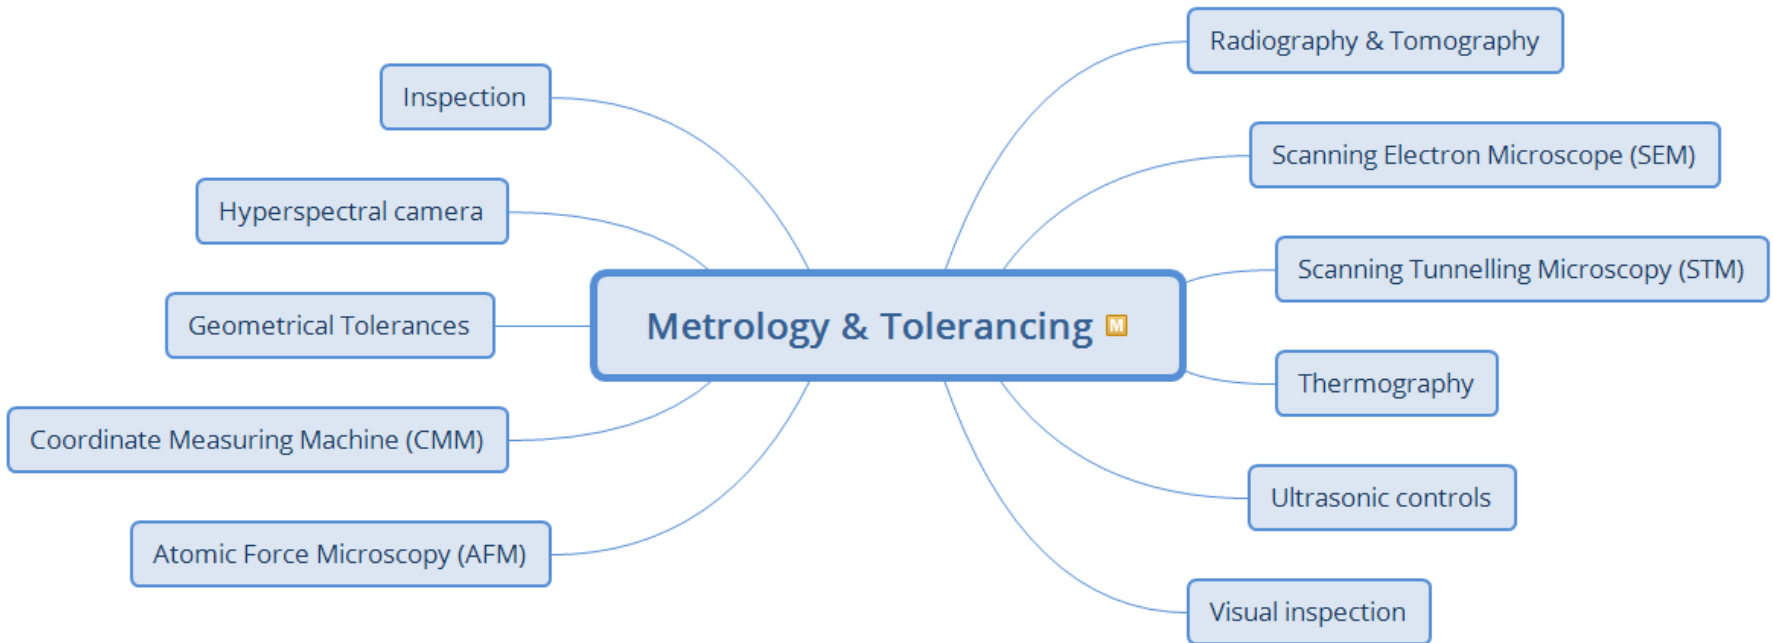 Radiography & Tomography
Inspection
Scanning Electron Microscope (SEM)
Hyperspectral camera
Scanning Tunnelling Microscopy (STM)
Geometrical Tolerances
Metrology & Tolerancing M
Thermography
Coordinate Measuring Machine (CMM)
Ultrasonic controls
Atomic Force Microscopy (AFM)
Visual inspection